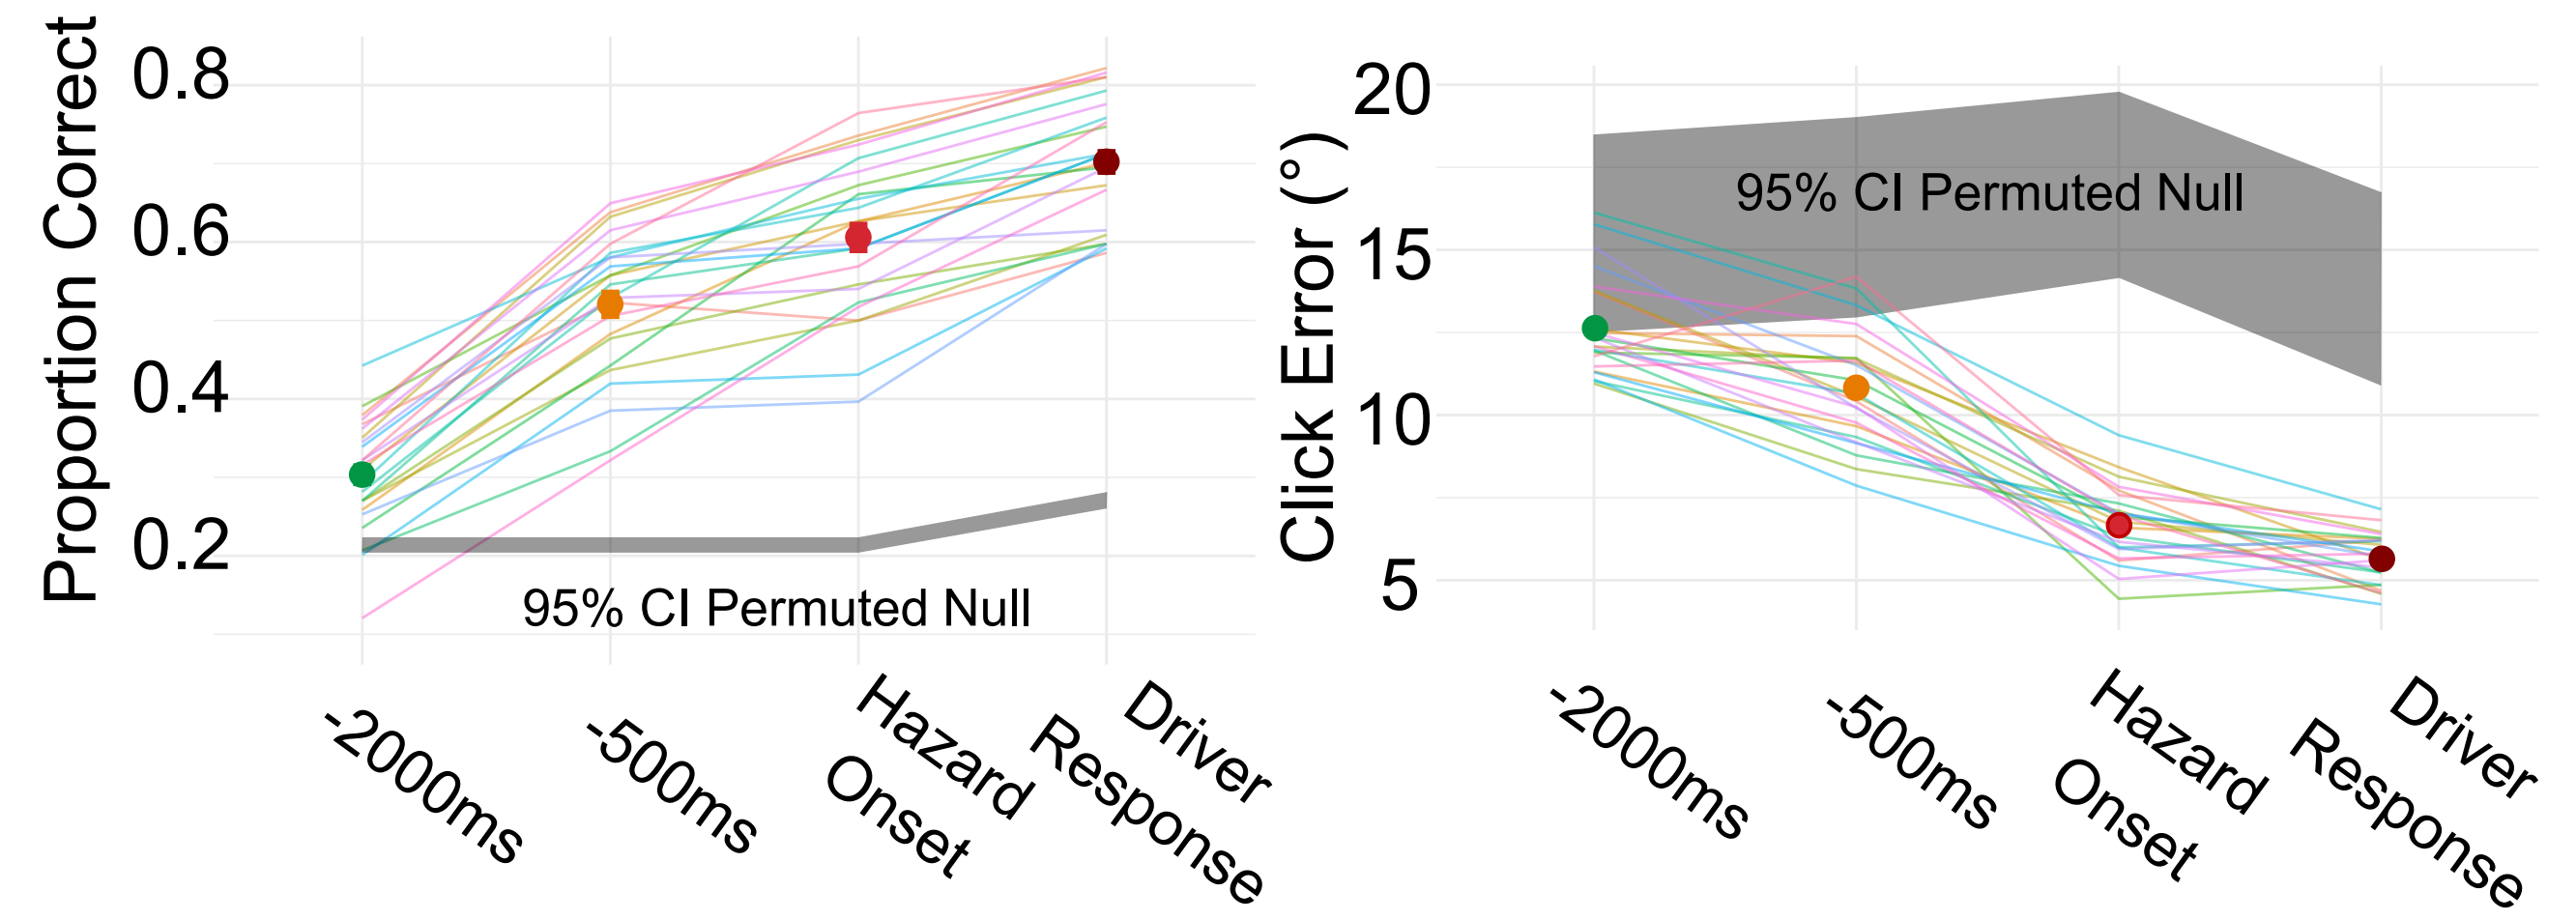 Proportion Correct
0.8
0.6
0.4
0.2
95% CI Permuted Null
-2000ms
-500ms
Hazard
Onset
Driver
Response
Click Error (°)
20
15
10
5
95% CI Permuted Null
-2000ms
-500ms
Hazard
Onset
Driver
Response